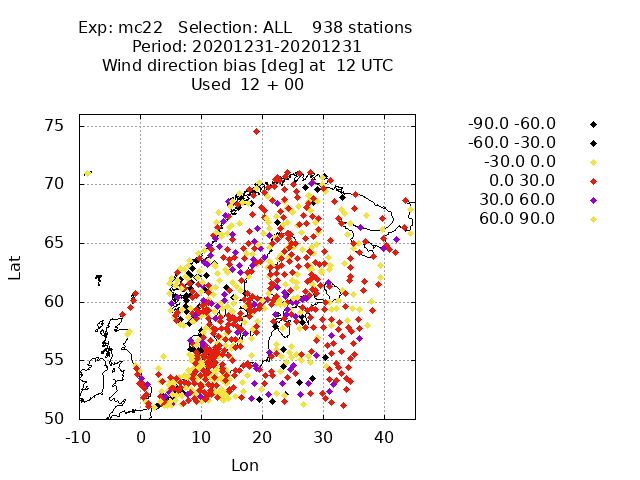 Exp: mc22   Selection: ALL    938 stations
Period: 20201231-20201231
Wind direction bias [deg] at  12 UTC
Used  12 + 00
-90.0 -60.0
-60.0 -30.0
-30.0 0.0
0.0 30.0
30.0 60.0
60.0 90.0
75
70
65
60
55
50
Lat
-10 0 10 20 30 40
Lon